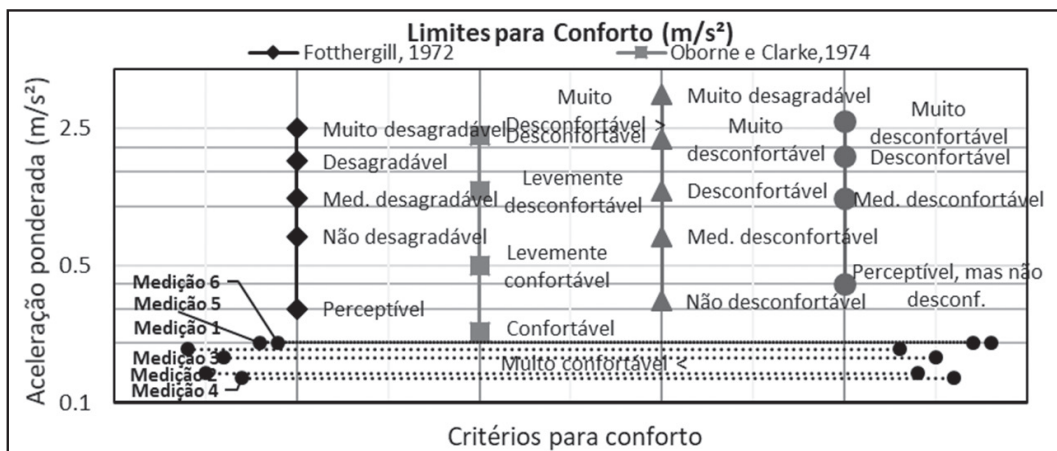 Limites para Conforto (m/s²)
Fotthergill, 1972
Oborne e Clarke,1974
Aceleração ponderada (m/s²)
2.5
0.5
0.1
Muito desagradável
Desagradável
Med. desagradável
Não desagradável
Perceptível
Muito
Desconfortável >
Desconfortável
Levemente
desconfortável
Levemente
confortável
Confortável
Muito confortável <
Muito desagradável
Muito
desconfortável
Desconfortável
Med. desconfortável
Não desconfortável
Muito
desconfortável
Desconfortável
Med. desconfortável
Perceptível, mas não
desconf.
Medição 6
Medição 5
Medição 1
Medição 3
Medição 2
Medição 4
Critérios para conforto